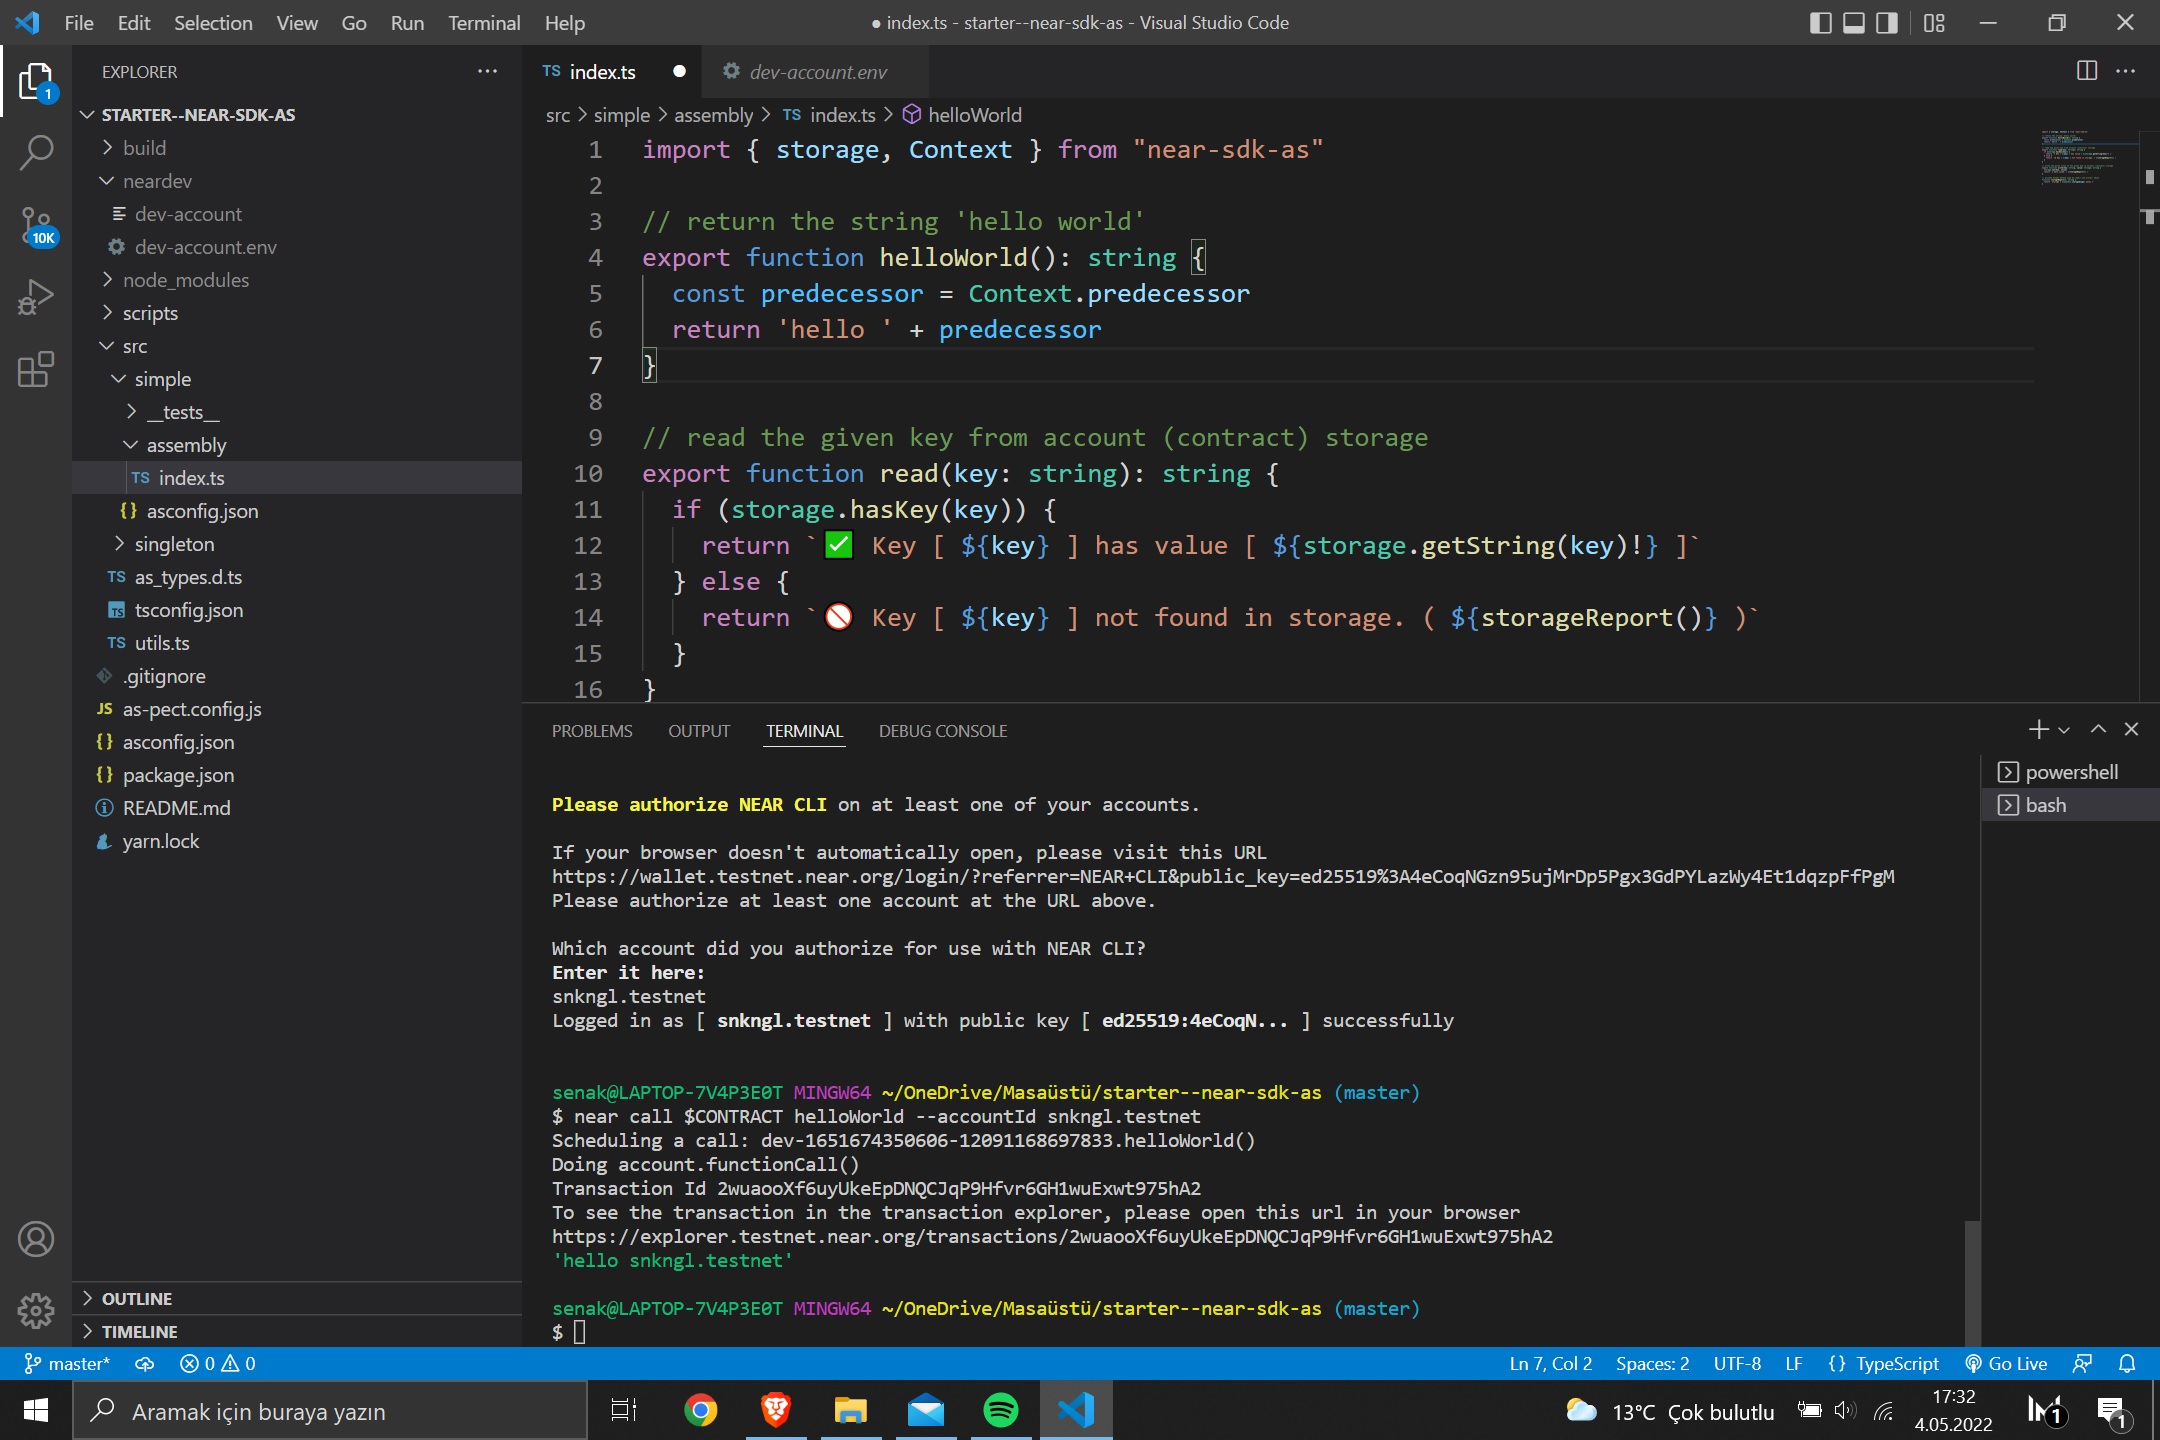 File Edit Selection View Go Run Terminal Help
● index.ts - starter--near-sdk-as - Visual Studio Code
EXPLORER
STARTER--NEAR-SDK-AS
build
neardev
dev-account
dev-account.env
node_modules
scripts
src
simple
__tests__
assembly
TS index.ts
{} asconfig.json
singleton
TS as_types.d.ts
TS tsconfig.json
TS utils.ts
.gitignore
JS as-pect.config.js
{} asconfig.json
{} package.json
README.md
yarn.lock
OUTLINE
TIMELINE
1
10K
TS index.ts ● dev-account.env
src > simple > assembly > TS index.ts > helloWorld
1 import { storage, Context } from "near-sdk-as"
2
3 // return the string 'hello world'
4 export function helloWorld(): string {
5 const predecessor = Context.predecessor
6 return 'hello ' + predecessor
7 }
8
9 // read the given key from account (contract) storage
10 export function read(key: string): string {
11 if (storage.hasKey(key)) {
12 return `✅ Key [ ${key} ] has value [ ${storage.getString(key)!} ]`
13 } else {
14 return `🚫 Key [ ${key} ] not found in storage. ( ${storageReport()} )`
15 }
16 }
PROBLEMS OUTPUT TERMINAL DEBUG CONSOLE
powershell
bash
Please authorize NEAR CLI on at least one of your accounts.
If your browser doesn't automatically open, please visit this URL
https://wallet.testnet.near.org/login/?referrer=NEAR+CLI&public_key=ed25519%3A4eCoqNGzn95ujMrDp5Pgx3GdPYLazWy4Et1dqzpFfPgM
Please authorize at least one account at the URL above.
Which account did you authorize for use with NEAR CLI?
Enter it here:
snkngl.testnet
Logged in as [ snkngl.testnet ] with public key [ ed25519:4eCoqN... ] successfully
senak@LAPTOP-7V4P3E0T MINGW64 ~/OneDrive/Masaüstü/starter--near-sdk-as (master)
$ near call $CONTRACT helloWorld --accountId snkngl.testnet
Scheduling a call: dev-1651674350606-12091168697833.helloWorld()
Doing account.functionCall()
Transaction Id 2wuaooXf6uyUkeEpDNQCJqP9Hfvr6GH1wuExwt975hA2
To see the transaction in the transaction explorer, please open this url in your browser
https://explorer.testnet.near.org/transactions/2wuaooXf6uyUkeEpDNQCJqP9Hfvr6GH1wuExwt975hA2
'hello snkngl.testnet'
senak@LAPTOP-7V4P3E0T MINGW64 ~/OneDrive/Masaüstü/starter--near-sdk-as (master)
$
master* 0 0 Ln 7, Col 2 Spaces: 2 UTF-8 LF {} TypeScript Go Live
Aramak için buraya yazın
13°C Çok bulutlu
17:32
4.05.2022
1
1